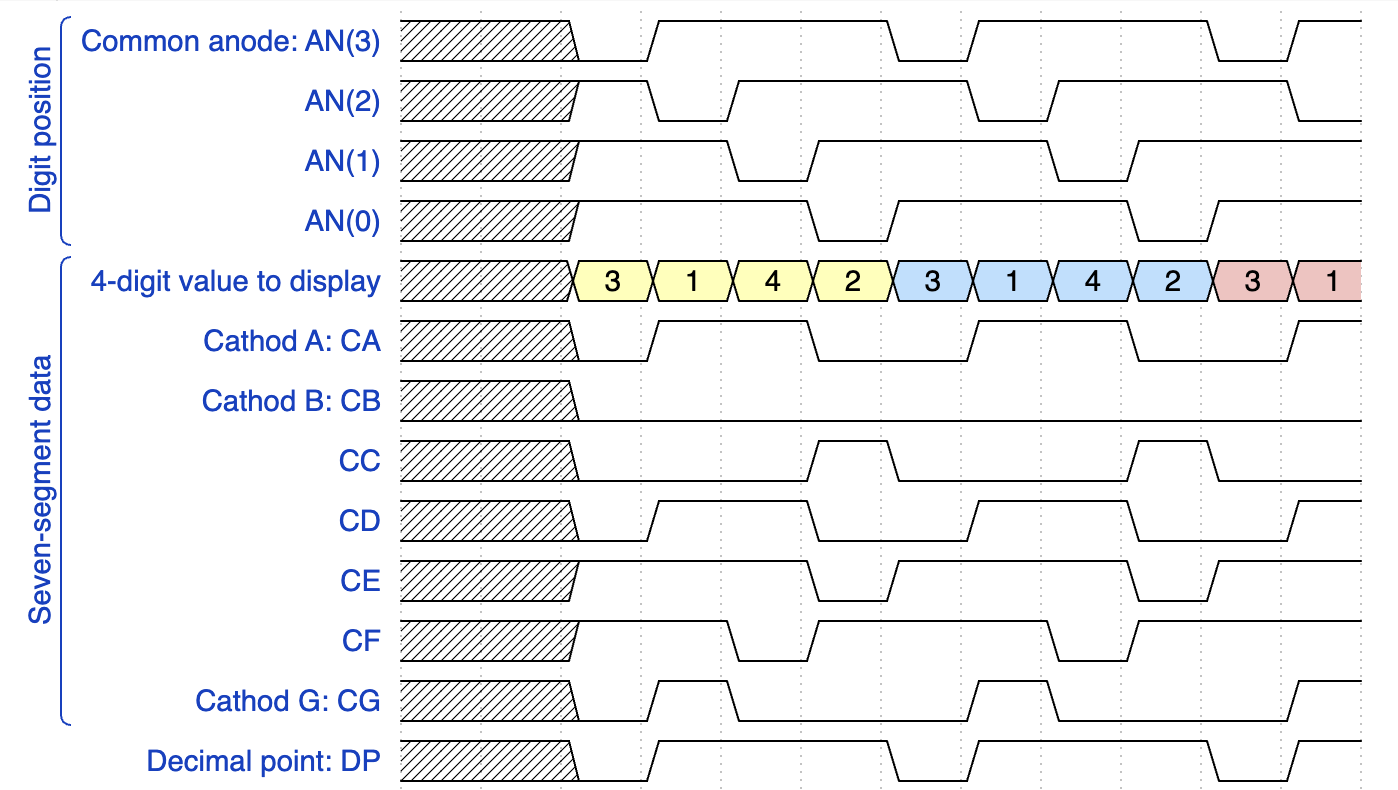 Digit position
Common anode: AN(3)
AN(2)
AN(1)
AN(0)
Seven-segment data
4-digit value to display
3 1 4 2 3 1 4 2 3 1
Cathod A: CA
Cathod B: CB
CC
CD
CE
CF
Cathod G: CG
Decimal point: DP